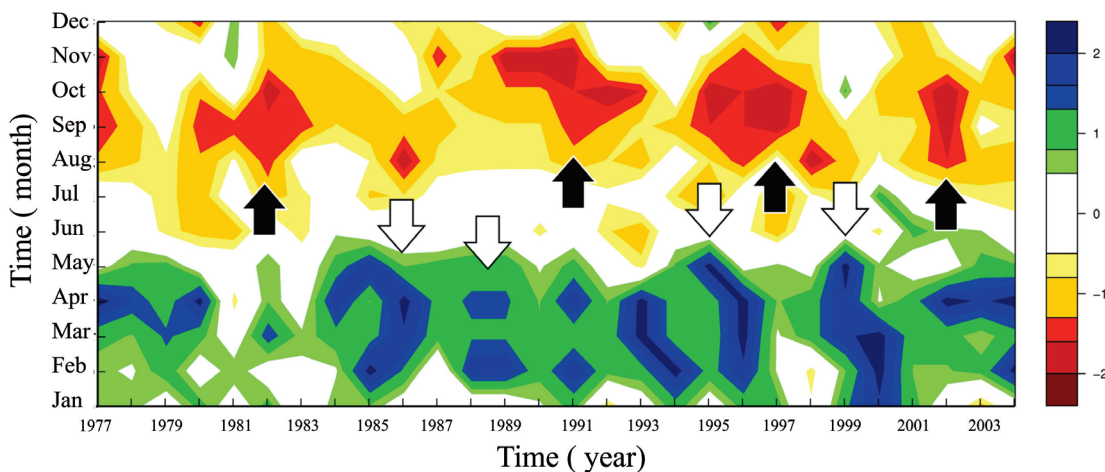 Time ( month)
Dec
Nov
Oct
Sep
Aug
Jul
Jun
May
Apr
Mar
Feb
Jan
1977 1979 1981 1983 1985 1987 1989 1991 1993 1995 1997 1999 2001 2003
Time ( year)
2
1
0
-1
-2